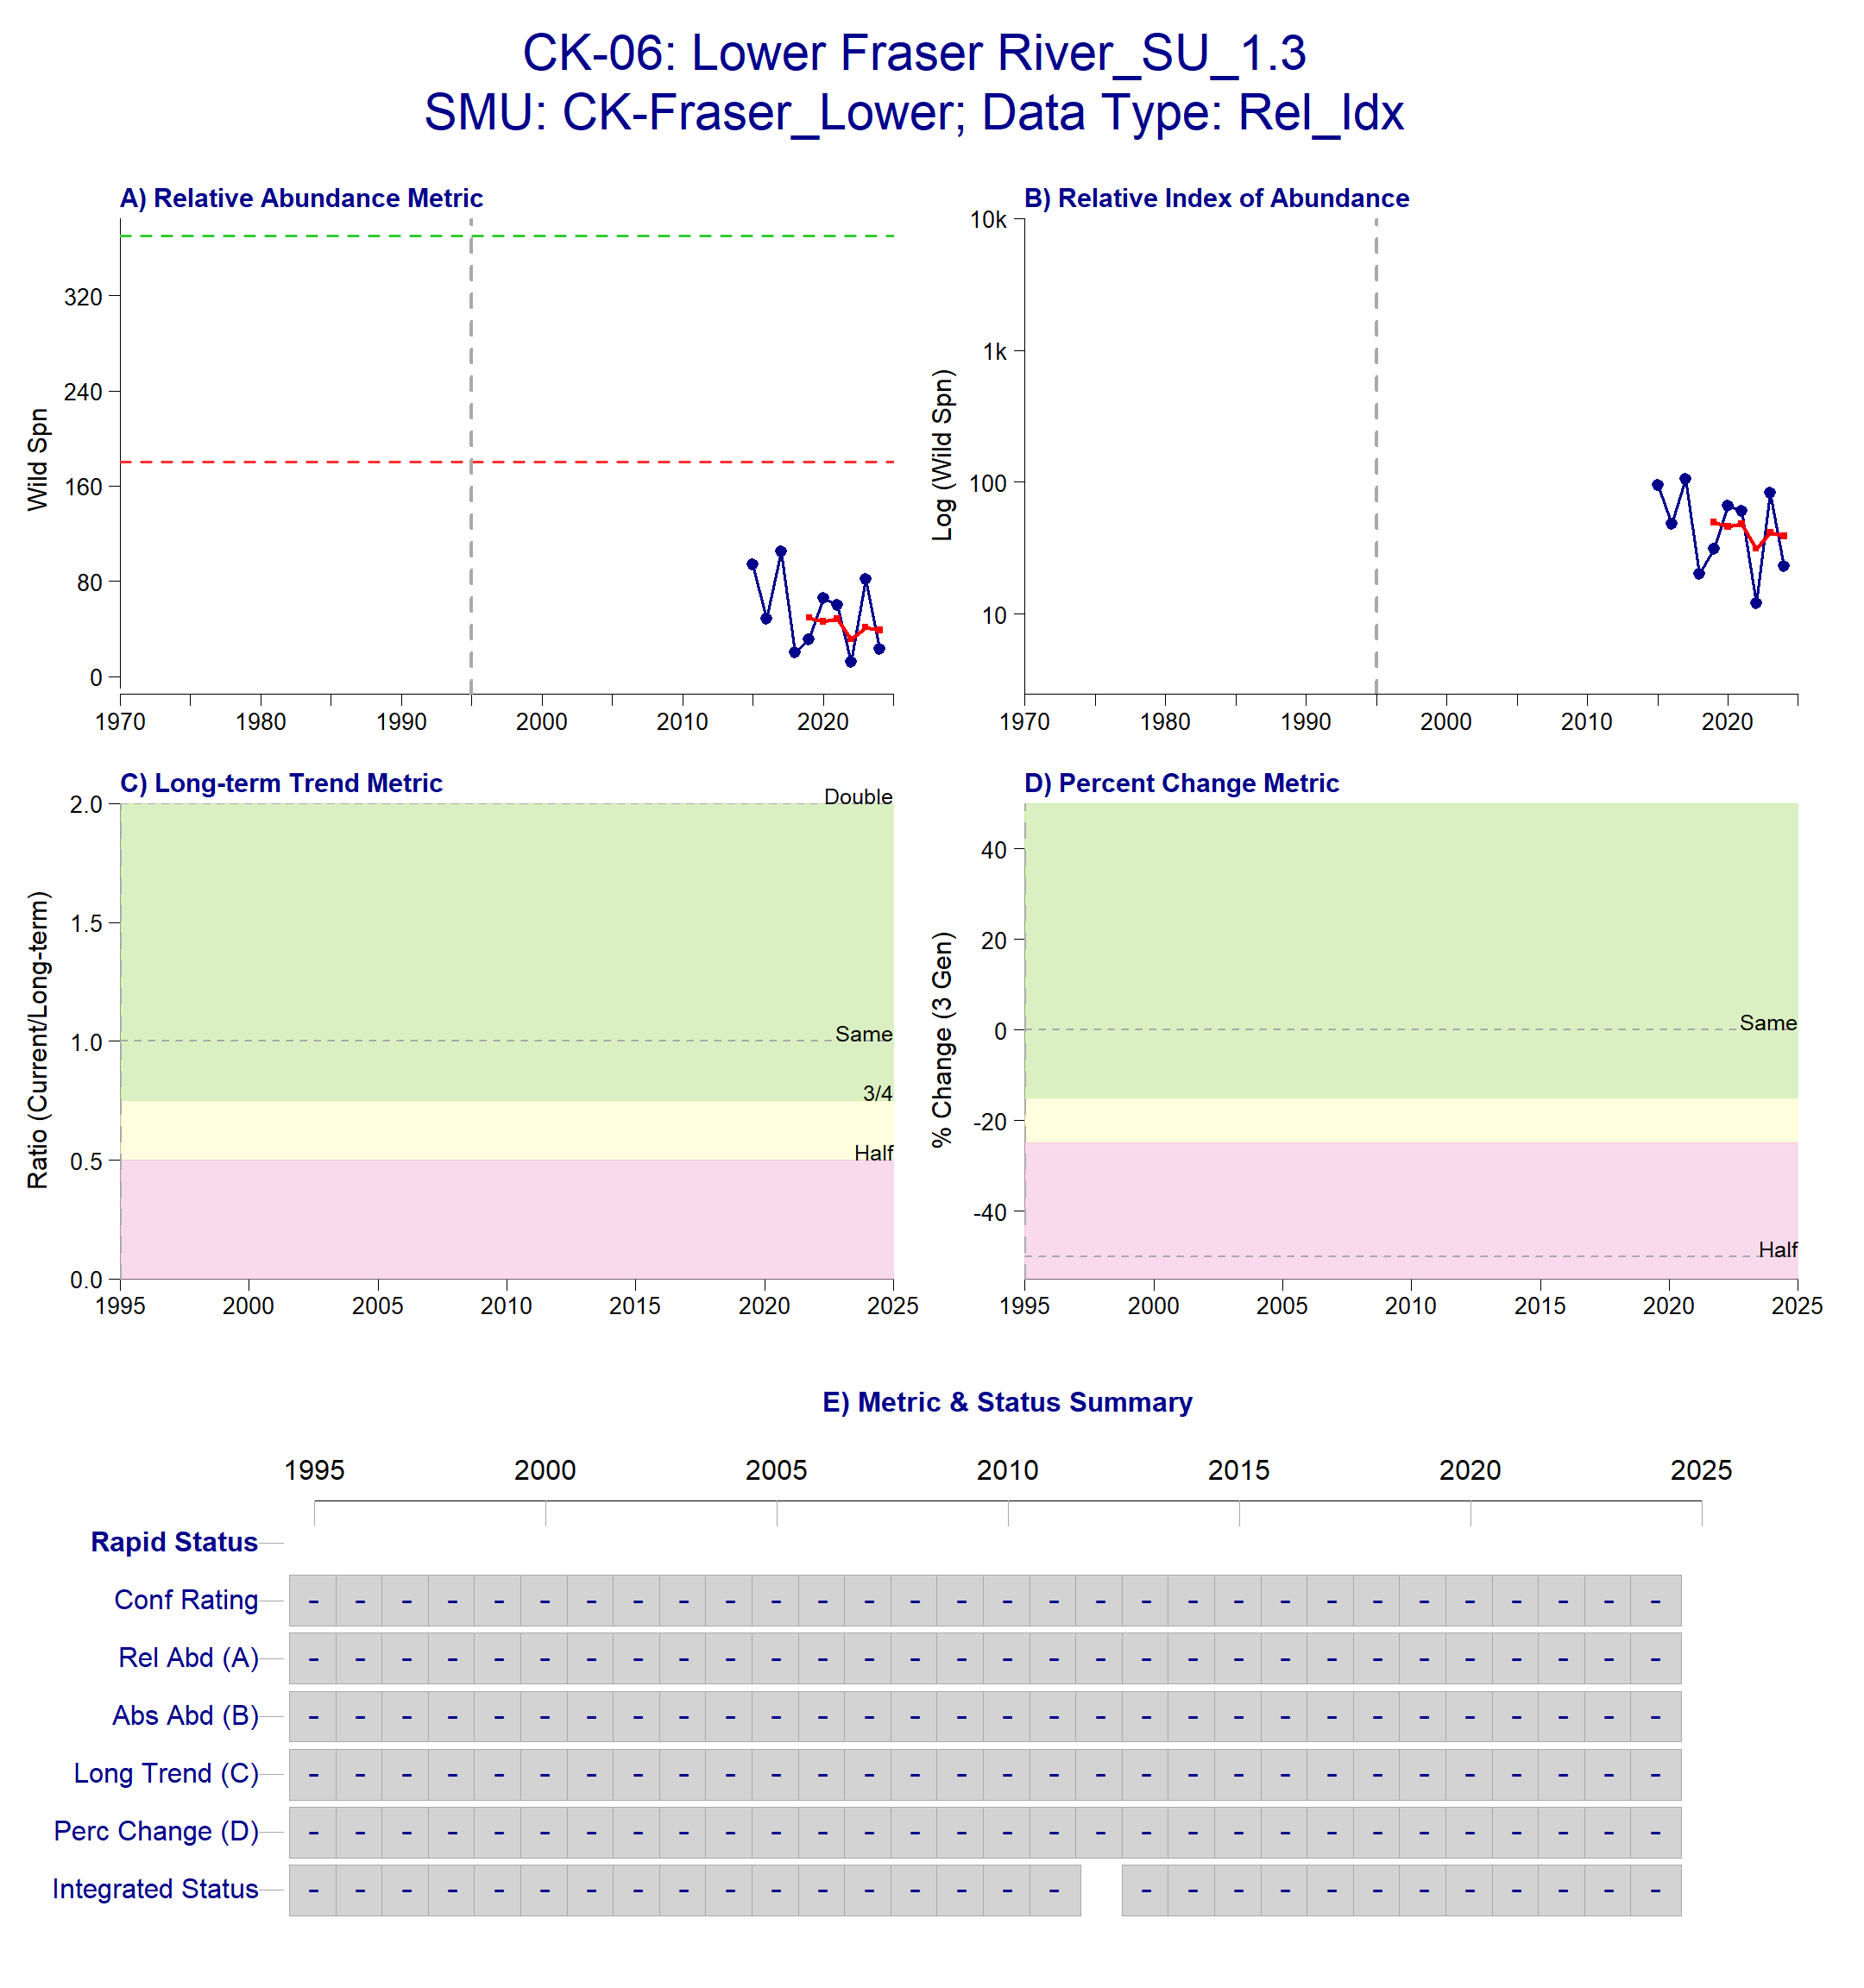 CK-06: Lower Fraser River_SU_1.3
SMU: CK-Fraser_Lower; Data Type: Rel_Idx
A) Relative Abundance Metric
Wild Spn
320
240
160
80
0
1970 1980 1990 2000 2010 2020
B) Relative Index of Abundance
Log (Wild Spn)
10k
1k
100
10
1970 1980 1990 2000 2010 2020
C) Long-term Trend Metric
Ratio (Current/Long-term)
2.0
1.5
1.0
0.5
0.0
Double
Same
3/4
Half
1995 2000 2005 2010 2015 2020 2025
D) Percent Change Metric
% Change (3 Gen)
40
20
0
-20
-40
Same
Half
1995 2000 2005 2010 2015 2020 2025
E) Metric & Status Summary
1995 2000 2005 2010 2015 2020 2025
Rapid Status
Conf Rating - - - - - - - - - - - - - - - - - - - - - - - - - - - - - -
Rel Abd (A) - - - - - - - - - - - - - - - - - - - - - - - - - - - - - -
Abs Abd (B) - - - - - - - - - - - - - - - - - - - - - - - - - - - - - -
Long Trend (C) - - - - - - - - - - - - - - - - - - - - - - - - - - - - - -
Perc Change (D) - - - - - - - - - - - - - - - - - - - - - - - - - - - - - -
Integrated Status - - - - - - - - - - - - - - - - - - - - - - - - - - - - -